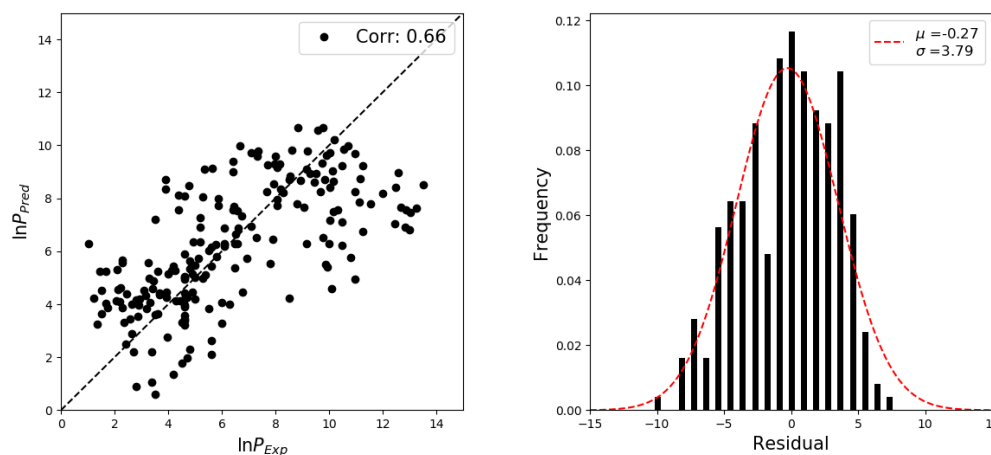 Corr: 0.66
14
12
10
8
6
4
2
0
lnP_Pred
0 2 4 6 8 10 12 14
lnP_Exp
μ =-0.27
σ =3.79
0.12
0.10
0.08
0.06
0.04
0.02
0.00
Frequency
−15 −10 −5 0 5 10 15
Residual